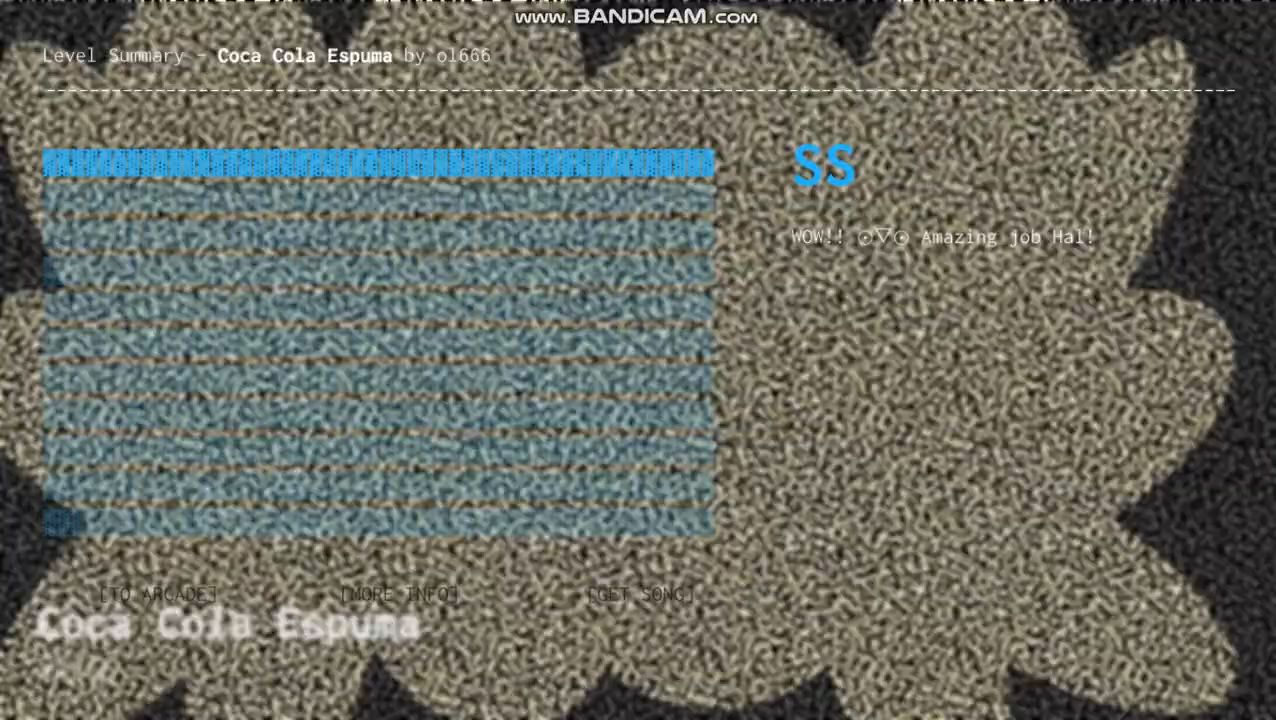 www.BANDICAM.com
Level Summary - Coca Cola Espuma by ol666
SS
WOW!! ⊙▽⊙ Amazing job Hal!
[TO ARCADE] [MORE INFO] [GET SONG]
Coca Cola Espuma